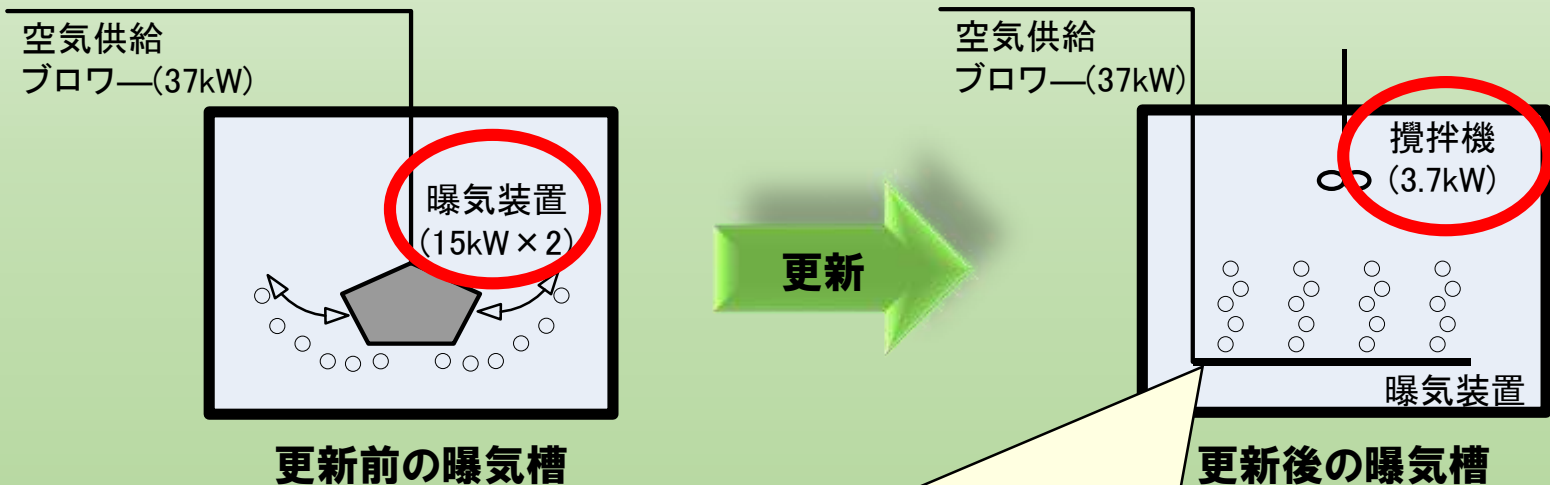 空気供給
ブロワ―(37kW)
曝気装置
(15kW×2)
更新前の曝気槽
更新
空気供給
ブロワ―(37kW)
攪拌機
(3.7kW)
曝気装置
更新後の曝気槽